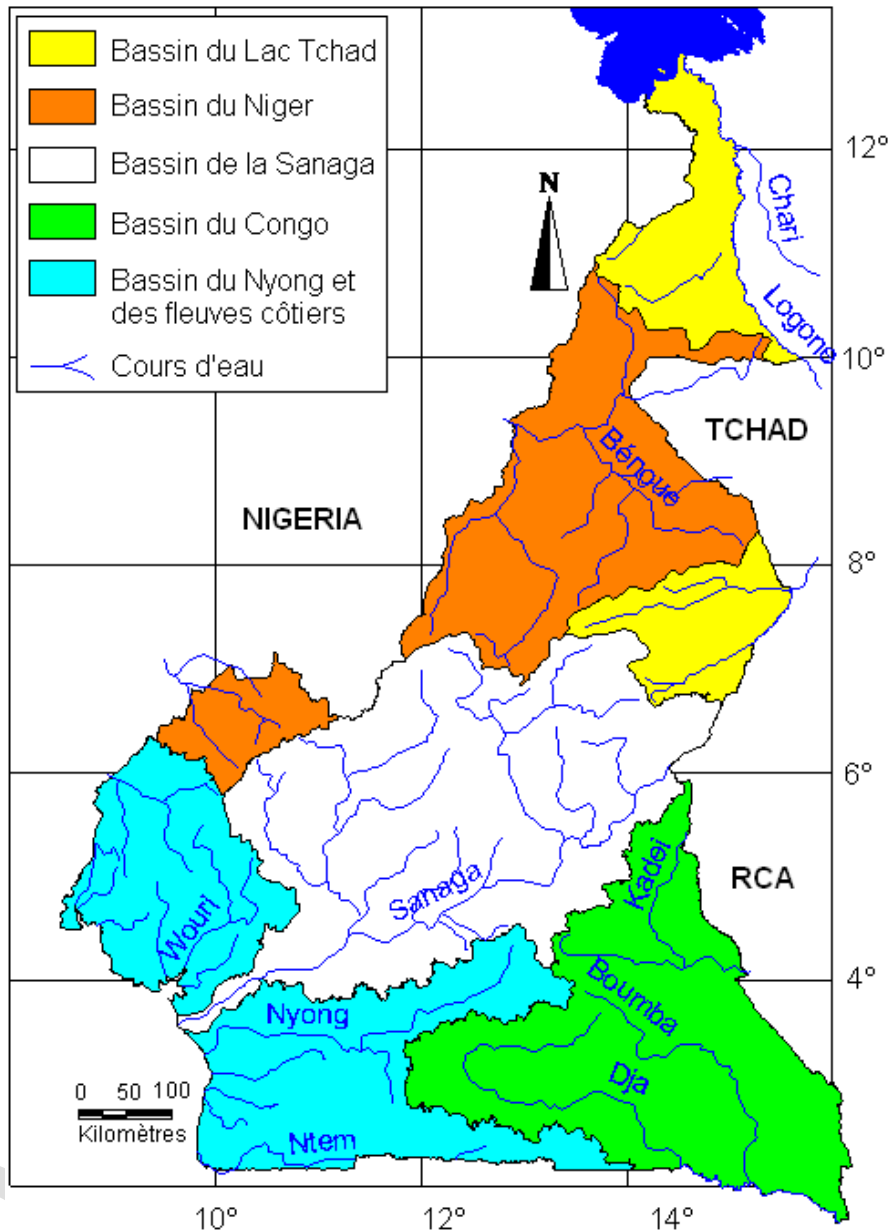 Bassin du Lac Tchad
Bassin du Niger
Bassin de la Sanaga
Bassin du Congo
Bassin du Nyong et
des fleuves côtiers
Cours d'eau
N
12°
Chari
Logone
10°
TCHAD
Bénoue
NIGERIA
8°
6°
Kadei
RCA
Sanaga
Wouri
4°
Boumba
Nyong
Dja
0 50 100
Kilomètres
Ntem
10°
12°
14°